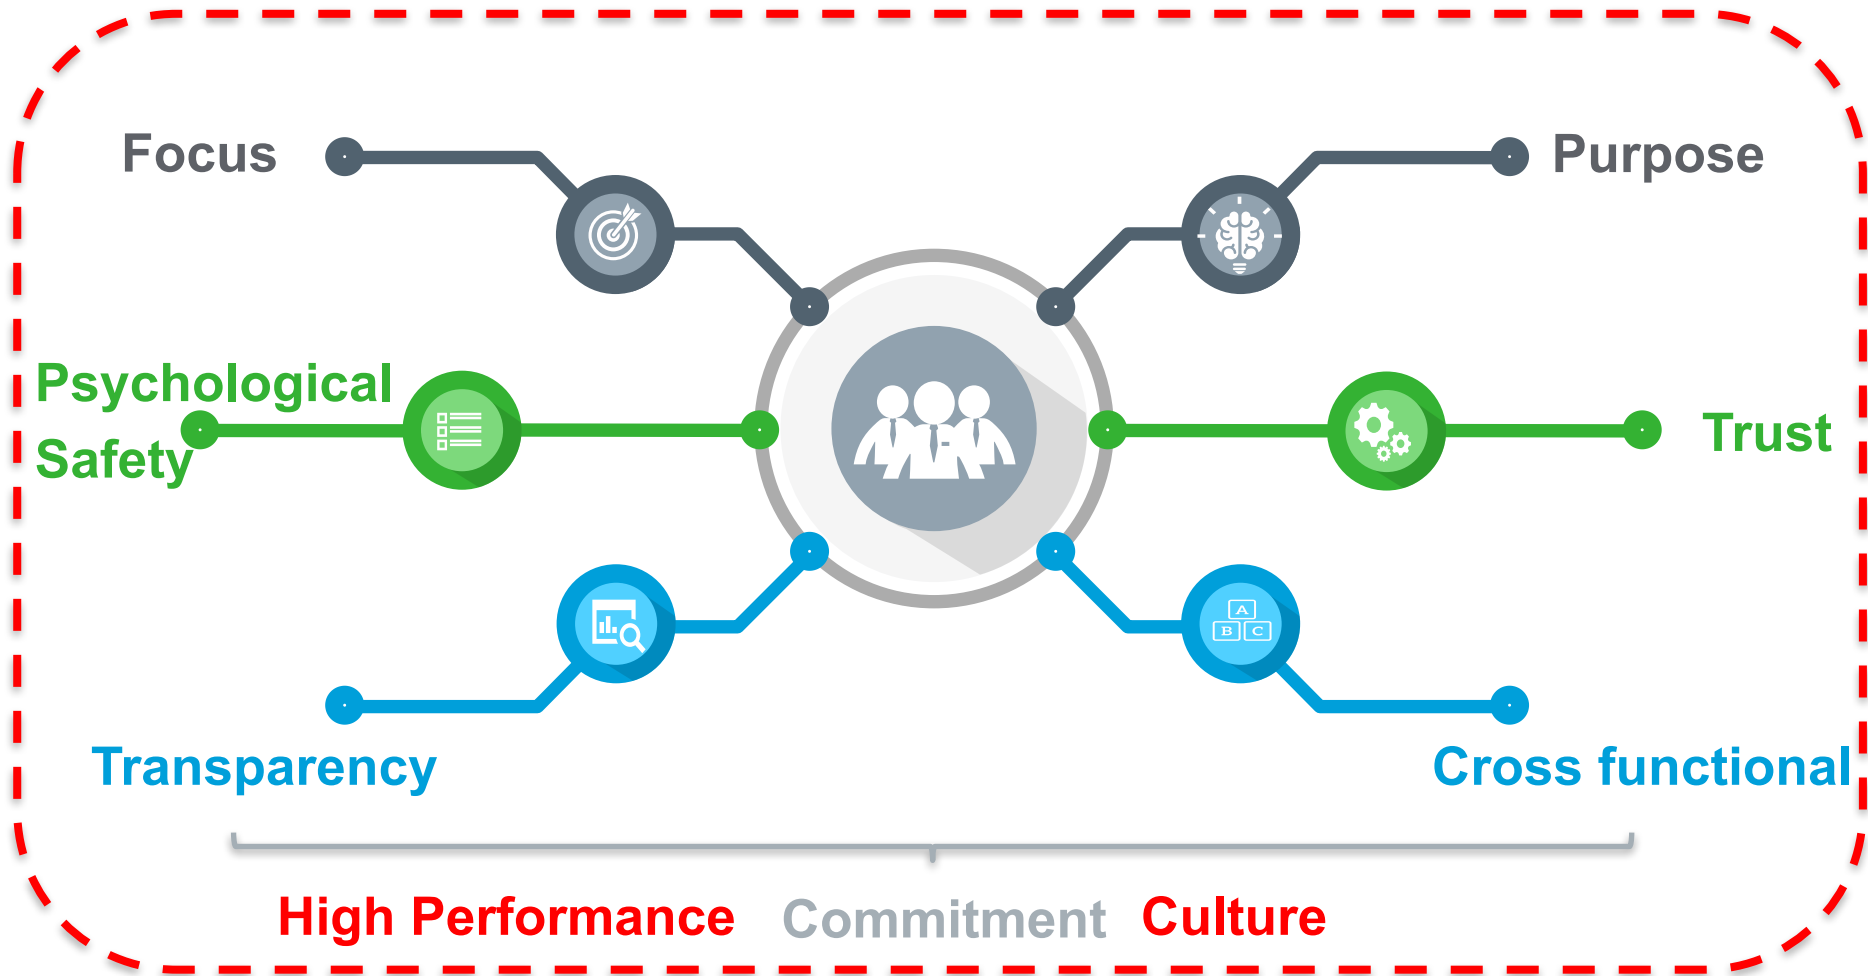 Focus
Purpose
Psychological
Safety
Trust
Transparency
Cross functional
A
B C
High Performance Commitment Culture